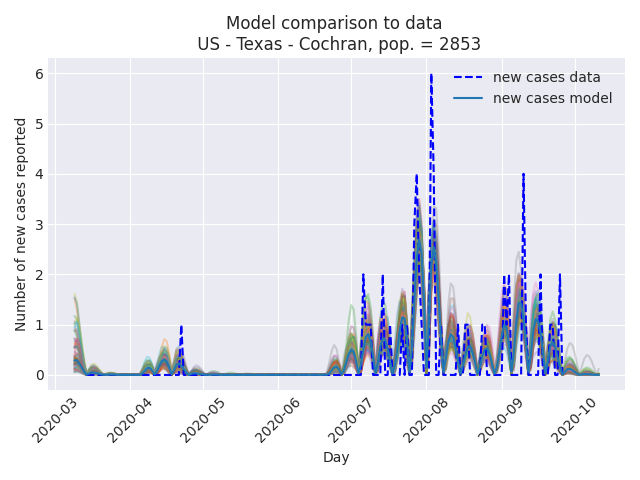 Model comparison to data
US - Texas - Cochran, pop. = 2853
new cases data
new cases model
Number of new cases reported
6
5
4
3
2
1
0
2020-03
2020-04
2020-05
2020-06
2020-07
2020-08
2020-09
2020-10
Day